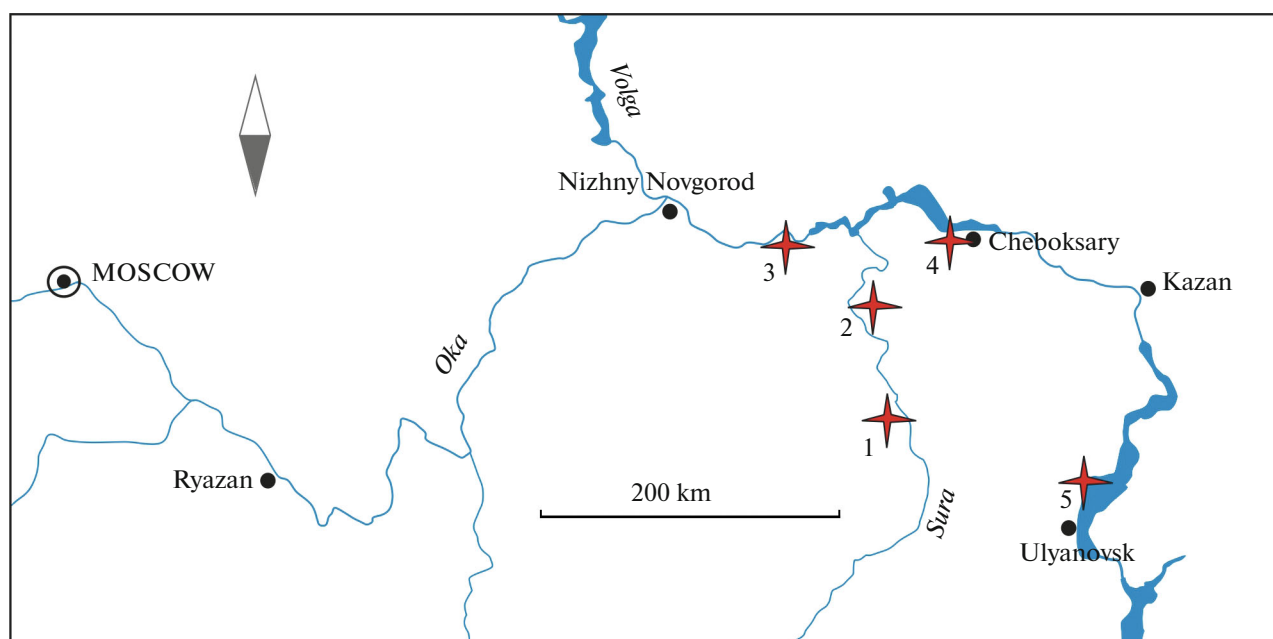 Volga
Nizhny Novgorod
MOSCOW
3
4
Cheboksary
Kazan
2
Oka
1
Ryazan
200 km
5
Sura
Ulyanovsk